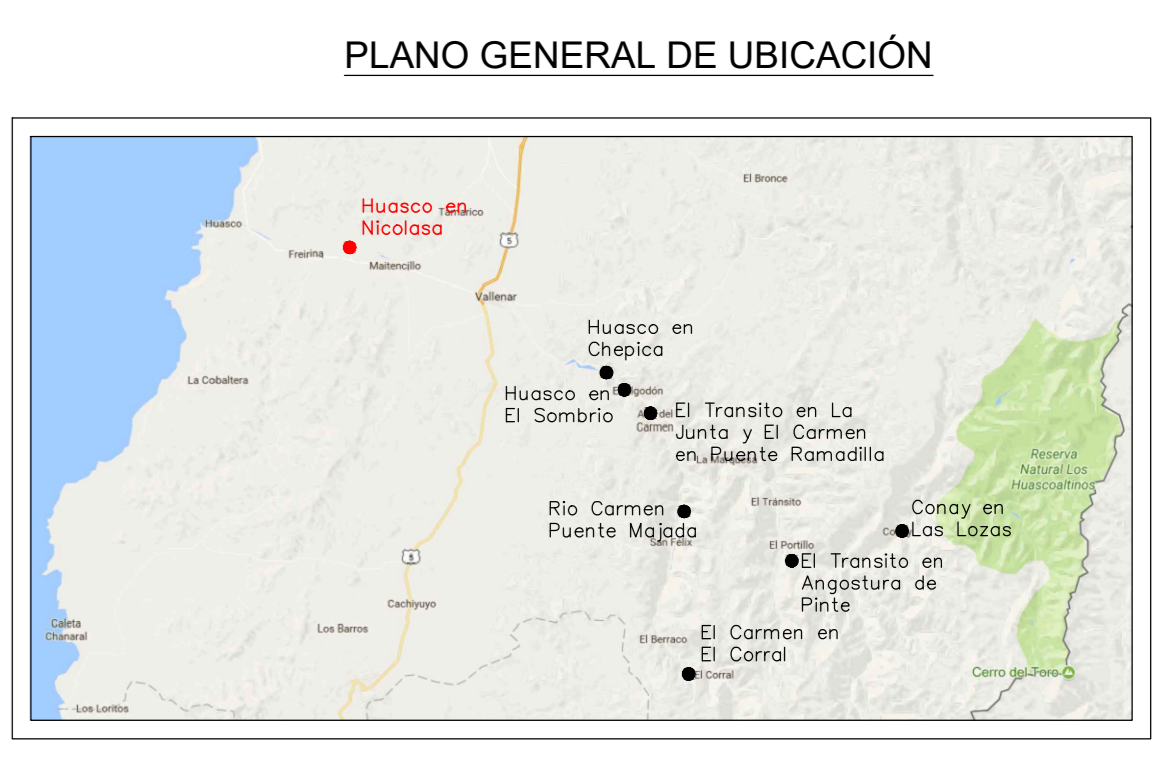 PLANO GENERAL DE UBICACIÓN
El Bronce
Huasco en
Nicolasa
Tamarico
Huasco
5
Freirina
Maitencillo
Vallenar
Huasco en
Chepica
La Cobaltera
Huasco en
El Sombrio
El Transito en La
Junta y El Carmen
en Puente Ramadilla
del
Carmen
La Marquesa
Reserva
Natural Los
Huascoaltinos
El Tránsito
Rio Carmen
Puente Majada
San Félix
Conay en
Las Lozas
El Portillo
El Transito en
Angostura de
Pinte
5
Cachiyuyo
Caleta
Chanaral
Los Barros
El Berraco
El Carmen en
El Corral
El Corral
Cerro del Toro
Los Loritos